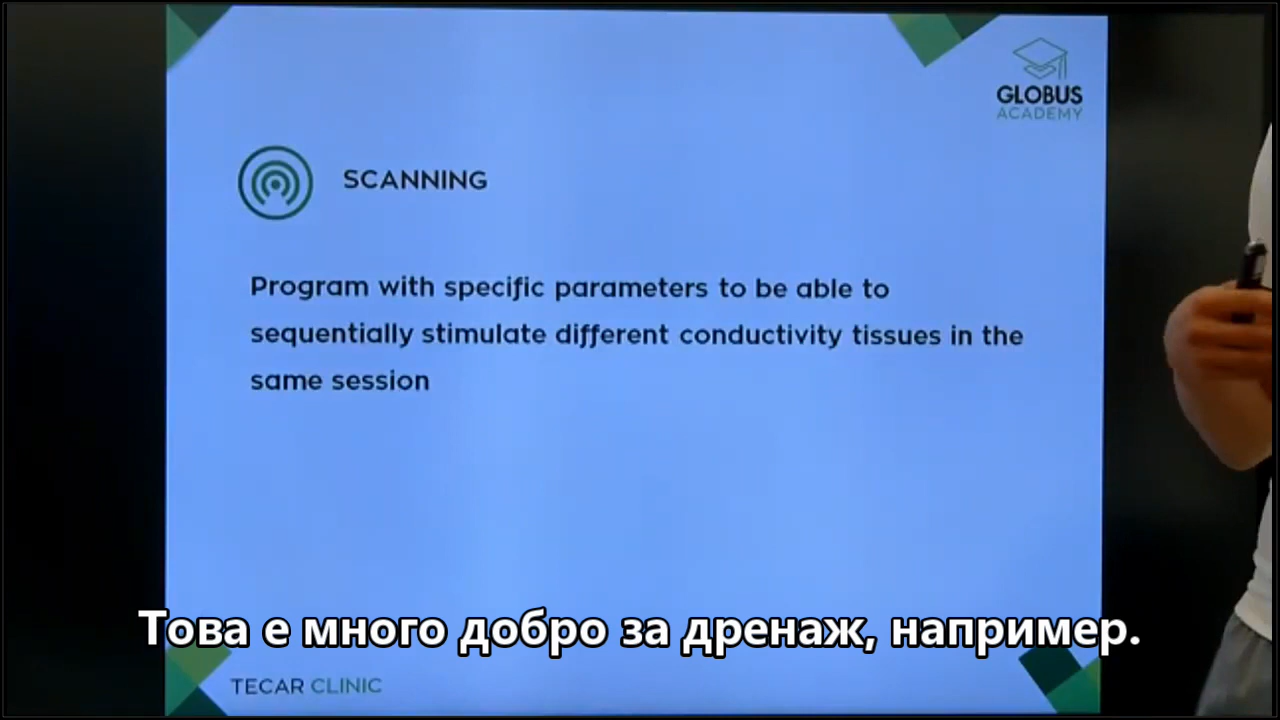 GLOBUS
ACADEMY
SCANNING
Program with specific parameters to be able to
sequentially stimulate different conductivity tissues in the
same session
Това е много добро за дренаж, например.
TECAR CLINIC